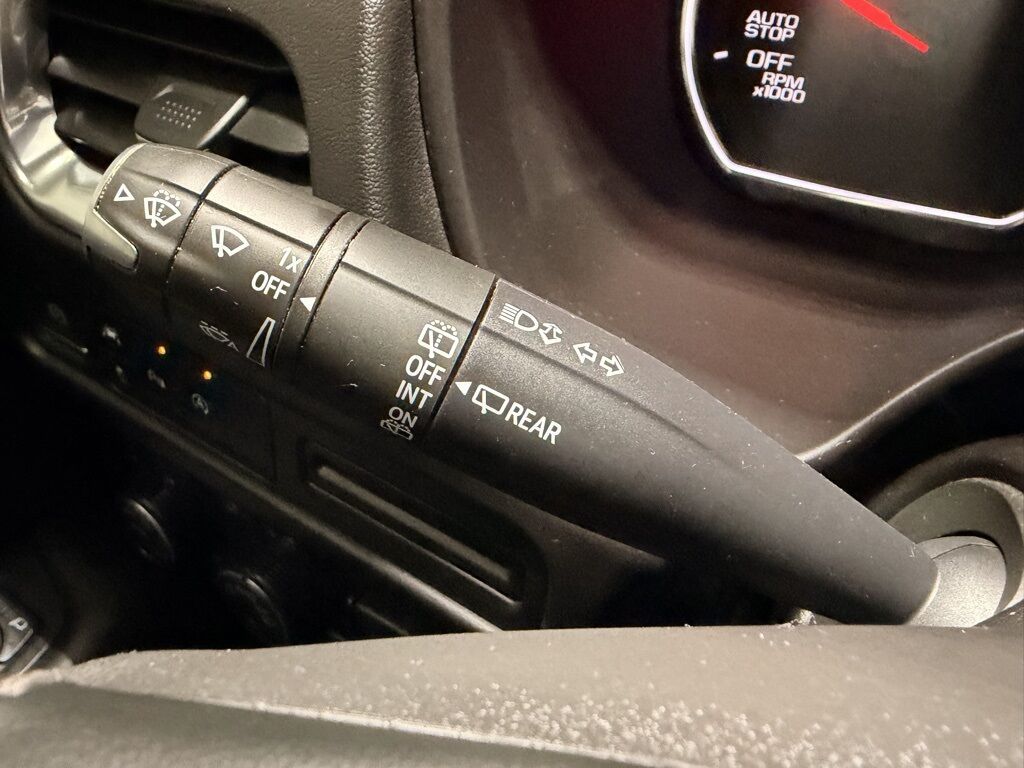 AUTO
STOP
OFF
RPM
x1000
1x
OFF
OFF
INT
ON
REAR
P